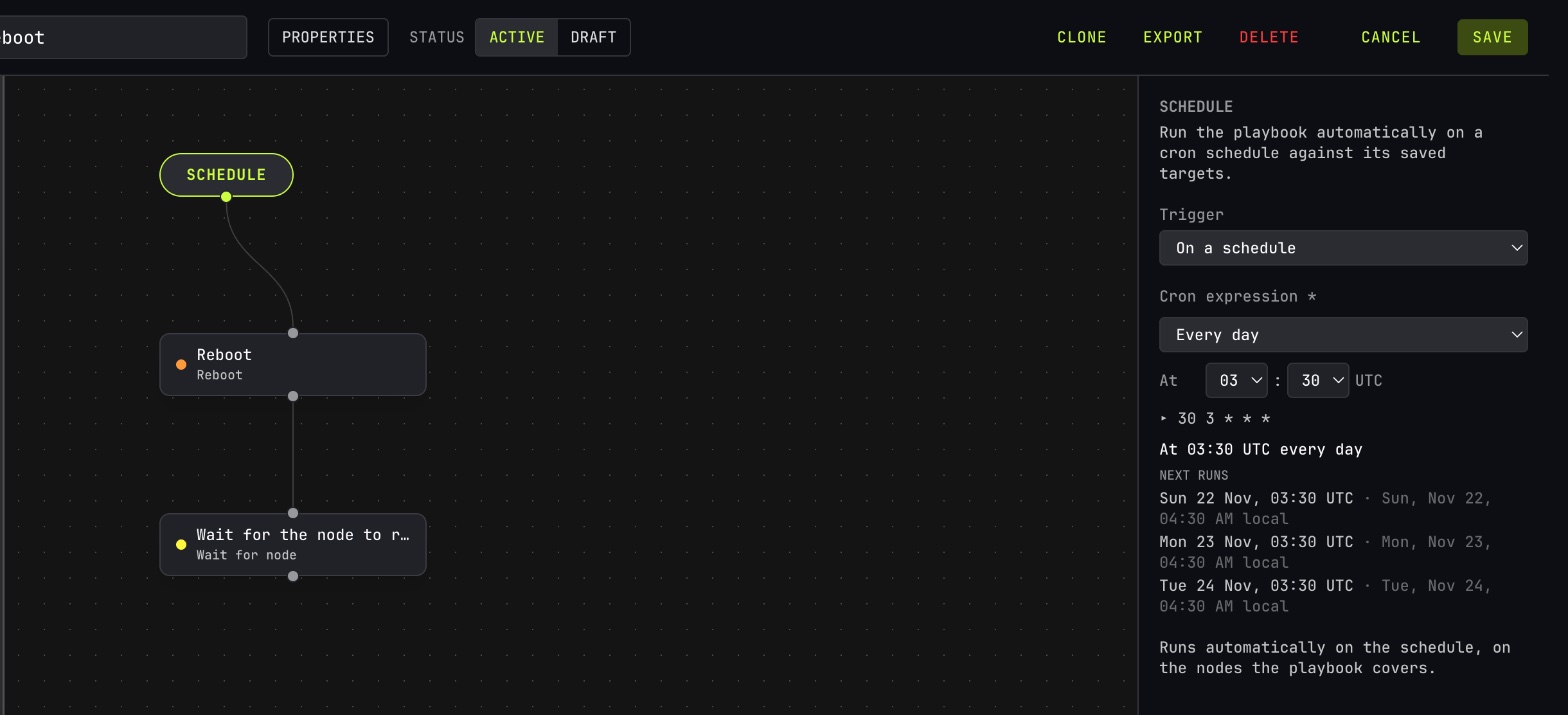 boot
PROPERTIES STATUS ACTIVE DRAFT CLONE EXPORT DELETE CANCEL SAVE
SCHEDULE
Reboot
Reboot
Wait for the node to r…
Wait for node
SCHEDULE
Run the playbook automatically on a
cron schedule against its saved
targets.
Trigger
On a schedule
Cron expression *
Every day
At 03 : 30 UTC
▸ 30 3 * * *
At 03:30 UTC every day
NEXT RUNS
Sun 22 Nov, 03:30 UTC · Sun, Nov 22,
04:30 AM local
Mon 23 Nov, 03:30 UTC · Mon, Nov 23,
04:30 AM local
Tue 24 Nov, 03:30 UTC · Tue, Nov 24,
04:30 AM local
Runs automatically on the schedule, on
the nodes the playbook covers.